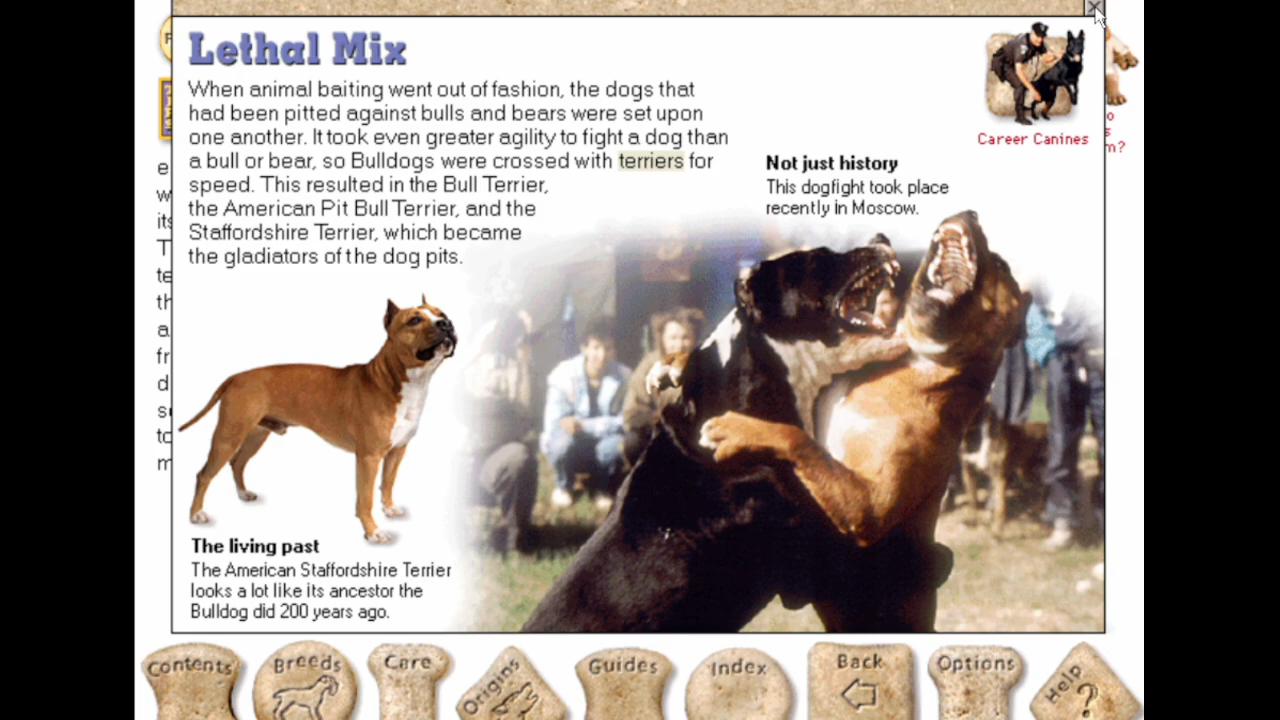 Lethal Mix
When animal baiting went out of fashion, the dogs that
had been pitted against bulls and bears were set upon
one another. It took even greater agility to fight a dog than
a bull or bear, so Bulldogs were crossed with terriers for
speed. This resulted in the Bull Terrier,
the American Pit Bull Terrier, and the
Staffordshire Terrier, which became
the gladiators of the dog pits.
Career Canines
Not just history
This dogfight took place
recently in Moscow.
The living past
The American Staffordshire Terrier
looks a lot like its ancestor the
Bulldog did 200 years ago.
Contents
Breeds
Care
Origins
Guides
Index
Back
Options
Help
?